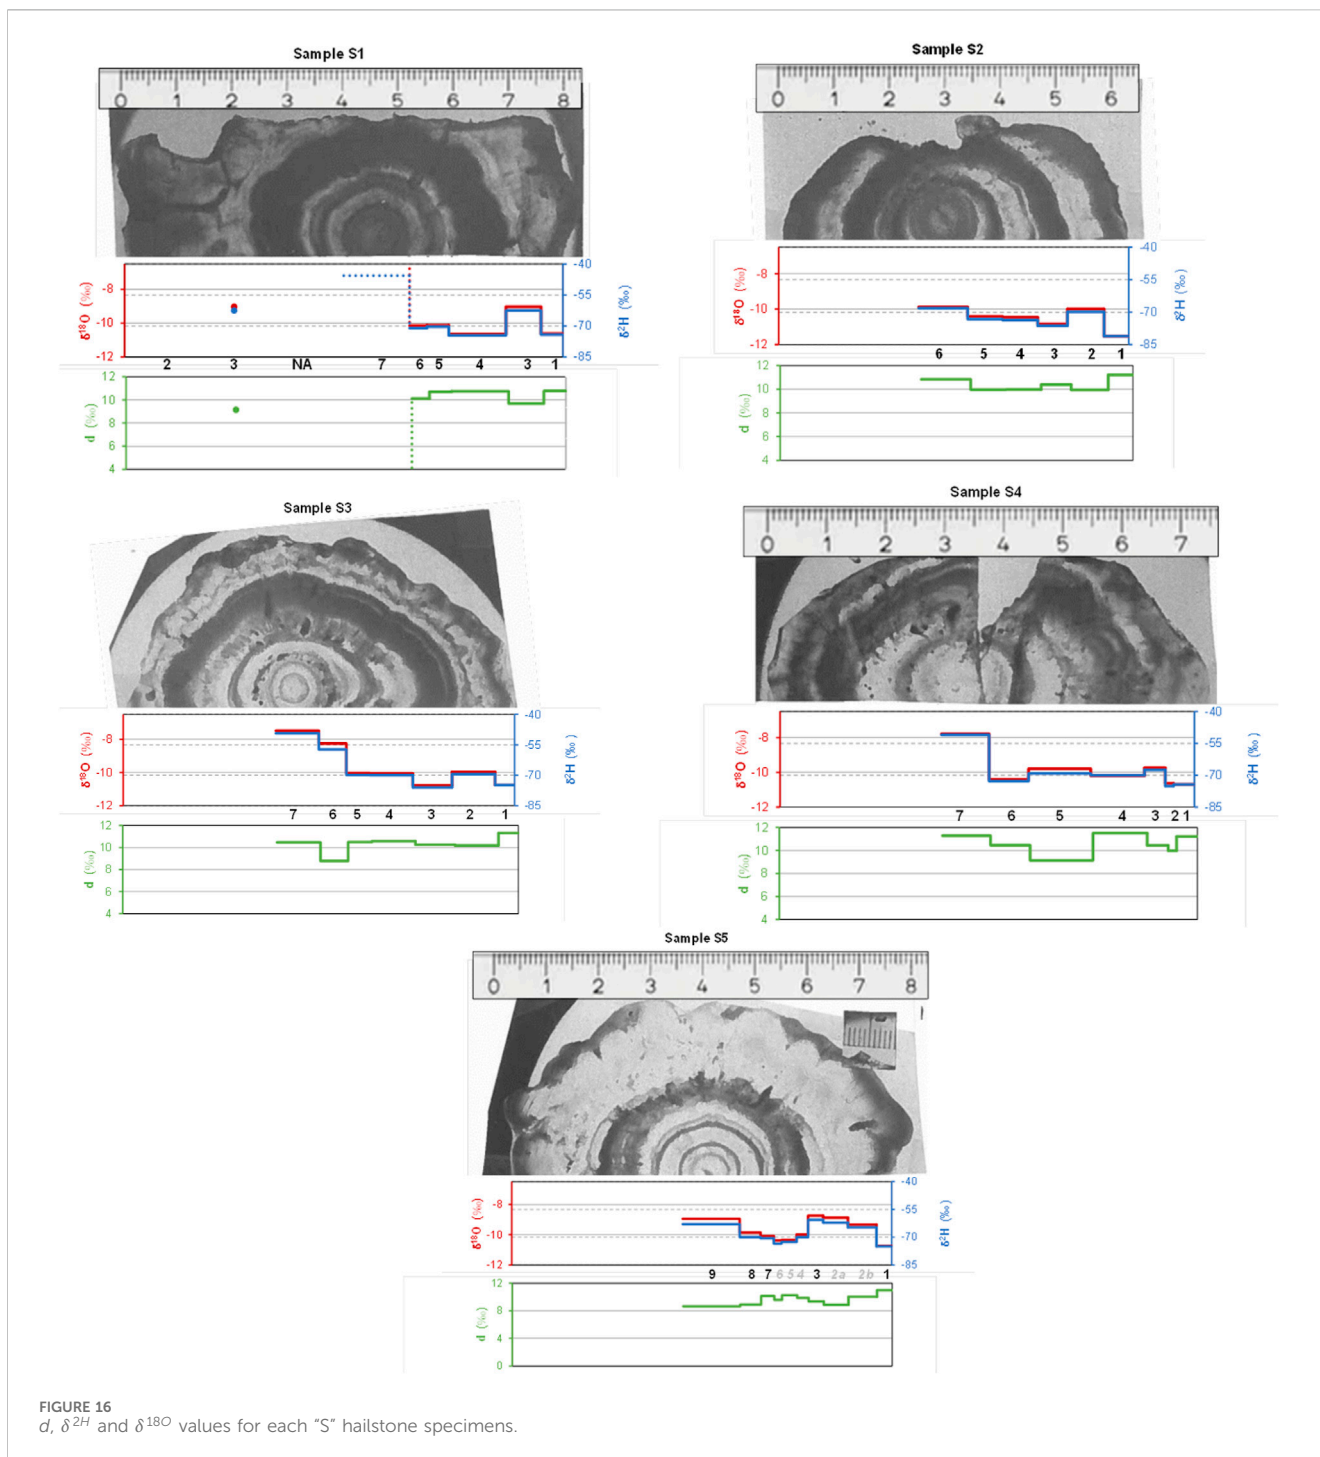 Sample S1
0 1 2 3 4 5 6 7 8
δ18O (‰)
-8
-10
-12
-40
-55
-70
-85
δ2H (‰)
2 3 NA 7 6 5 4 3 1
d (‰)
12
10
8
6
4
Sample S2
0 1 2 3 4 5 6
δ18O (‰)
-8
-10
-12
-40
-55
-70
-85
δ2H (‰)
6 5 4 3 2 1
d (‰)
12
10
8
6
4
Sample S3
δ18O (‰)
-8
-10
-12
-40
-55
-70
-85
δ2H (‰)
7 6 5 4 3 2 1
d (‰)
12
10
8
6
4
Sample S4
0 1 2 3 4 5 6 7
δ18O (‰)
-8
-10
-12
-40
-55
-70
-85
δ2H (‰)
7 6 5 4 3 2 1
d (‰)
12
10
8
6
4
Sample S5
0 1 2 3 4 5 6 7 8
δ18O (‰)
-8
-10
-12
-40
-55
-70
-85
δ2H (‰)
9 8 7 6 5 4 3 2a 2b 1
d (‰)
12
8
4
0
FIGURE 16
d, δ2H and δ18O values for each “S” hailstone specimens.